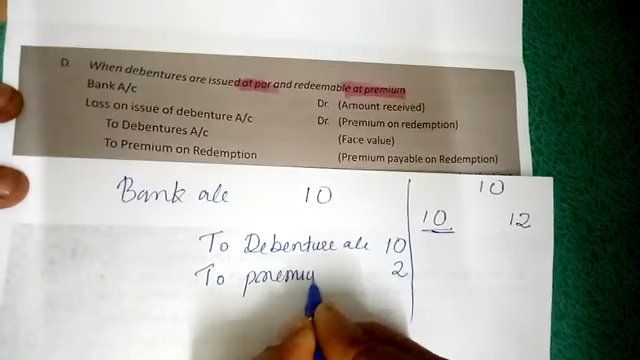 D. When debentures are issued at par and redeemable at premium
Bank A/c Dr. (Amount received)
Loss on issue of debenture A/c Dr. (Premium on redemption)
To Debentures A/c (Face value)
To Premium on Redemption (Premium payable on Redemption)
10
Bank a/c 10
10 12
To Debenture a/c 10
To premiu 2